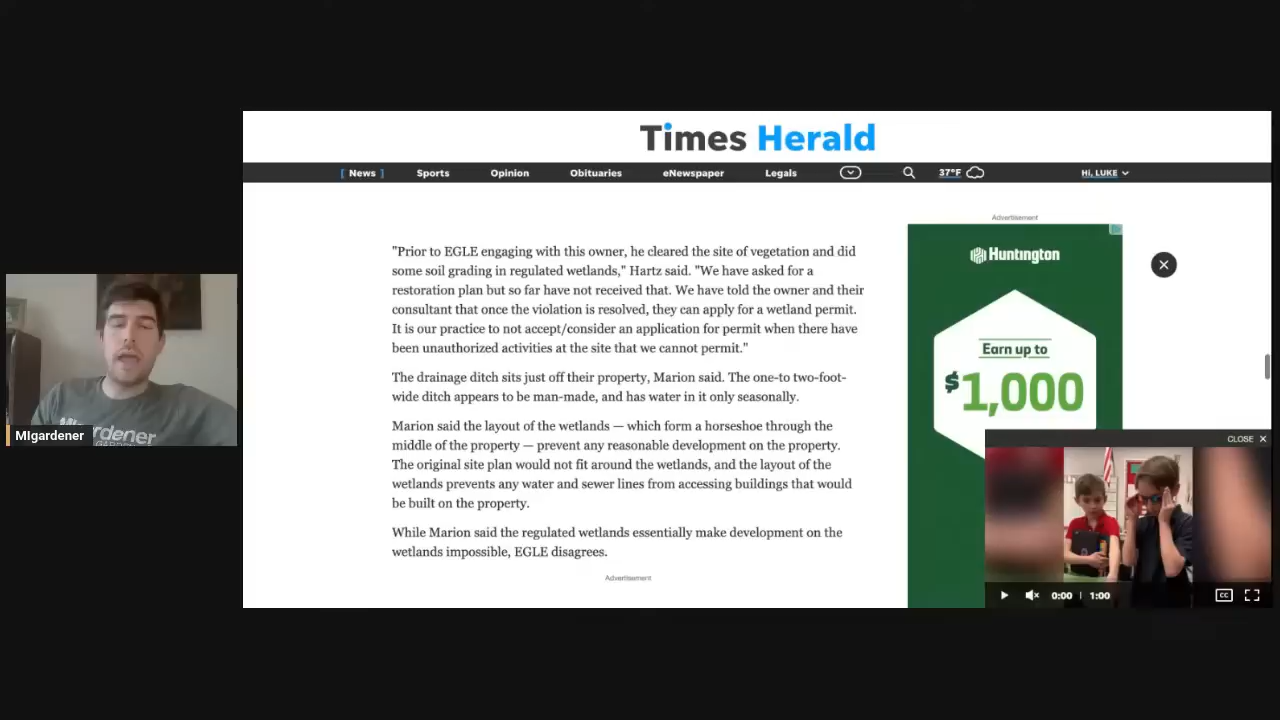 Times Herald
[ News ] Sports Opinion Obituaries eNewspaper Legals 37°F Hi, LUKE
Advertisement
"Prior to EGLE engaging with this owner, he cleared the site of vegetation and did
some soil grading in regulated wetlands," Hartz said. "We have asked for a
restoration plan but so far have not received that. We have told the owner and their
consultant that once the violation is resolved, they can apply for a wetland permit.
It is our practice to not accept/consider an application for permit when there have
been unauthorized activities at the site that we cannot permit."
The drainage ditch sits just off their property, Marion said. The one-to two-foot-
wide ditch appears to be man-made, and has water in it only seasonally.
Marion said the layout of the wetlands — which form a horseshoe through the
middle of the property — prevent any reasonable development on the property.
The original site plan would not fit around the wetlands, and the layout of the
wetlands prevents any water and sewer lines from accessing buildings that would
be built on the property.
While Marion said the regulated wetlands essentially make development on the
wetlands impossible, EGLE disagrees.
Advertisement
Huntington
Earn up to
$1,000
CLOSE
0:00 | 1:00
CC
MIgardener